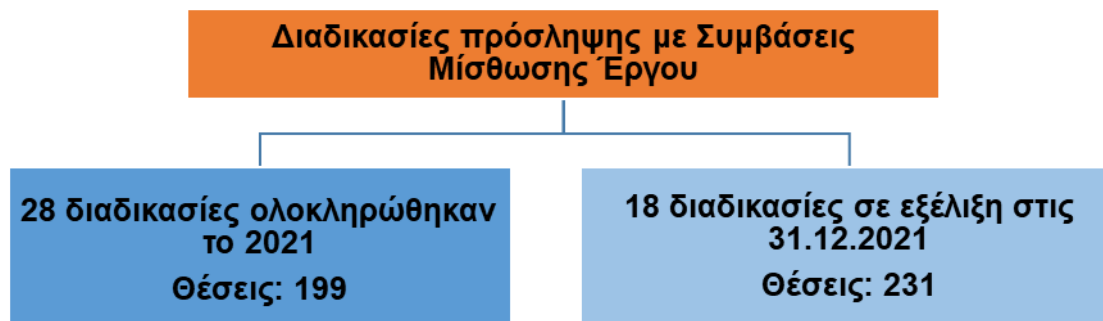 Διαδικασίες πρόσληψης με Συμβάσεις
Μίσθωσης Έργου
28 διαδικασίες ολοκληρώθηκαν
το 2021
Θέσεις: 199
18 διαδικασίες σε εξέλιξη στις
31.12.2021
Θέσεις: 231